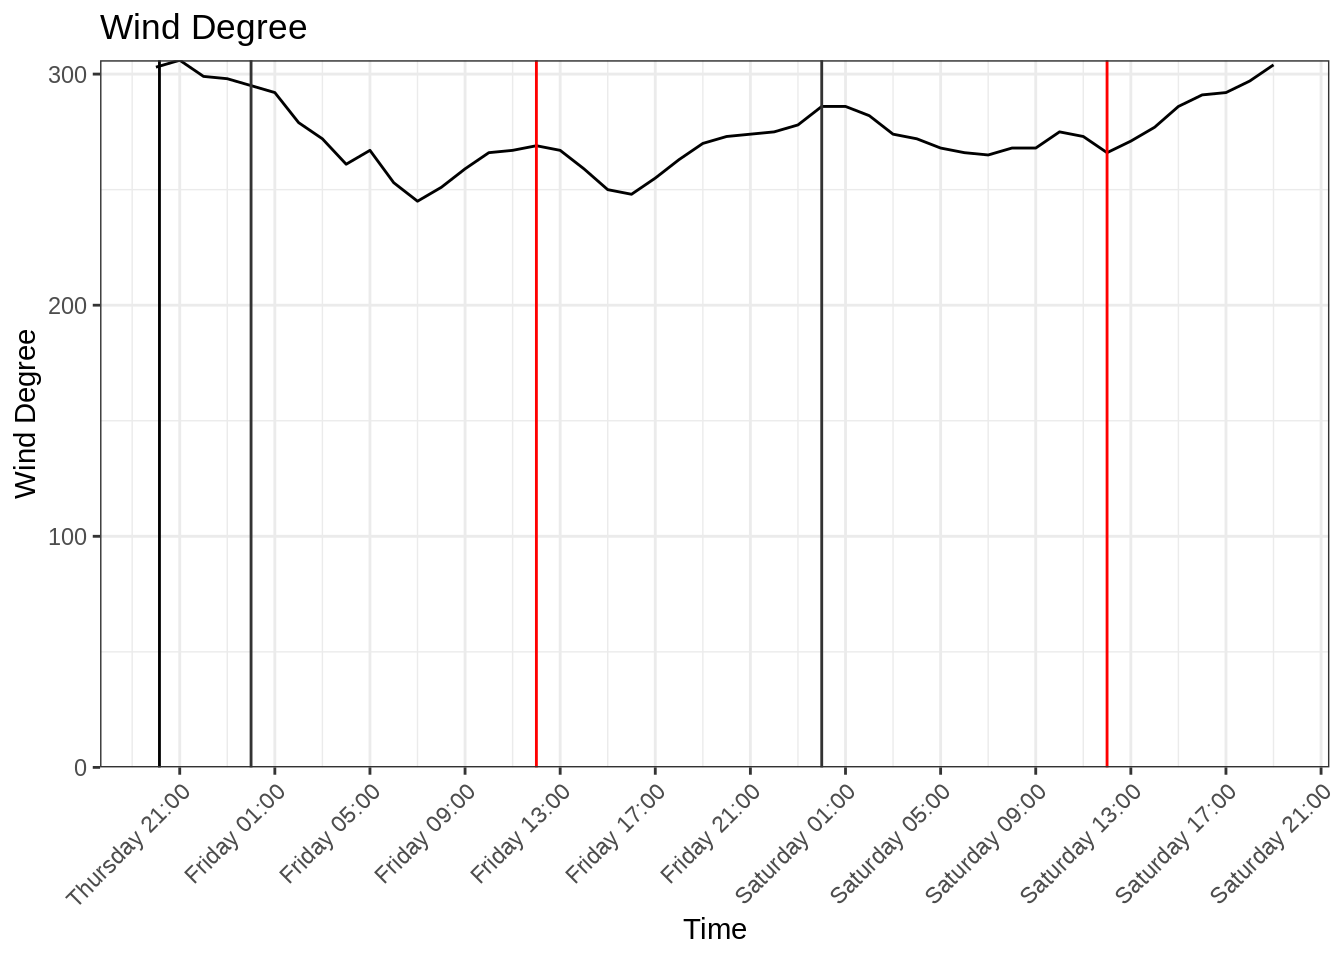 Wind Degree
300
200
100
0
Wind Degree
Thursday 21:00
Friday 01:00
Friday 05:00
Friday 09:00
Friday 13:00
Friday 17:00
Friday 21:00
Saturday 01:00
Saturday 05:00
Saturday 09:00
Saturday 13:00
Saturday 17:00
Saturday 21:00
Time